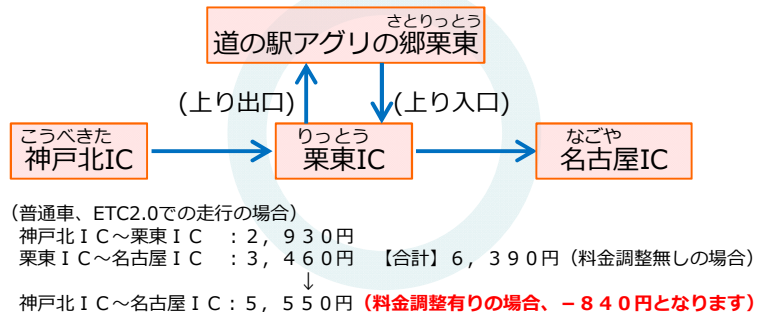 さとりっとう
道の駅アグリの郷栗東
(上り出口)
(上り入口)
こうべきた
神戸北IC
りっとう
栗東IC
なごや
名古屋IC
（普通車、ETC2.0での走行の場合）
神戸北ＩＣ～栗東ＩＣ　：２，９３０円
栗東ＩＣ～名古屋ＩＣ　：３，４６０円　【合計】６，３９０円（料金調整無しの場合）
↓
神戸北ＩＣ～名古屋ＩＣ：５，５５０円（料金調整有りの場合、－８４０円となります）